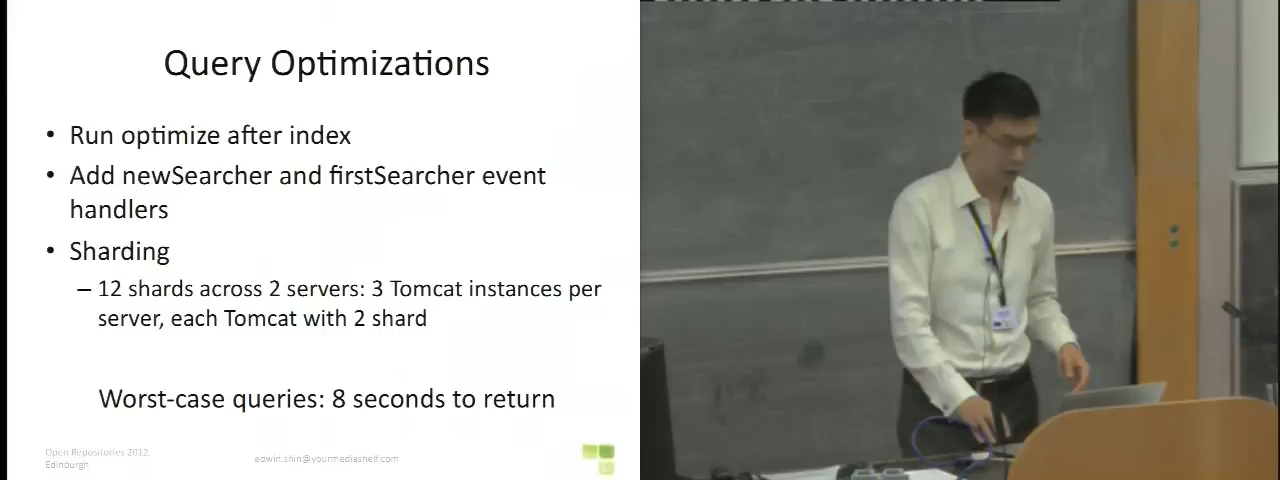 Query Optimizations
• Run optimize after index
• Add newSearcher and firstSearcher event
handlers
• Sharding
– 12 shards across 2 servers: 3 Tomcat instances per
server, each Tomcat with 2 shard
Worst-case queries: 8 seconds to return
Open Repositories 2012,
Edinburgh
edwin.shin@yourmediashelf.com